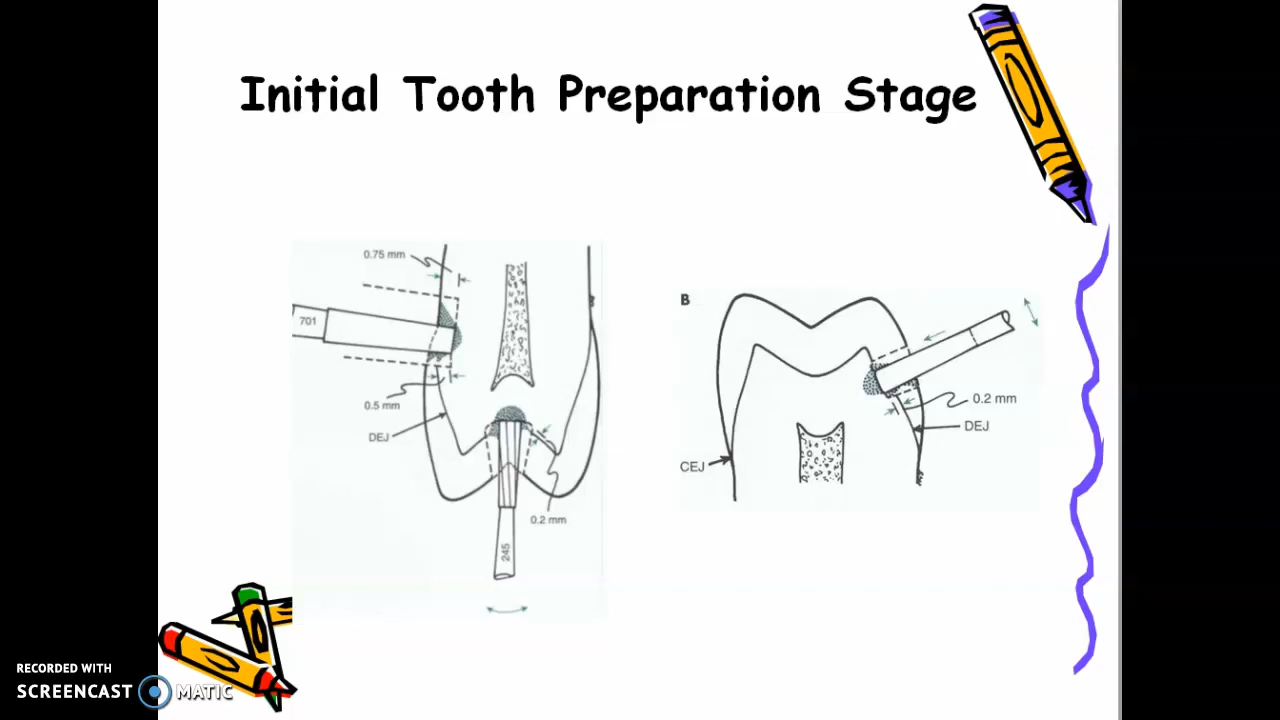 Initial Tooth Preparation Stage
0.75 mm
701
0.5 mm
DEJ
0.2 mm
245
B
0.2 mm
DEJ
CEJ
RECORDED WITH
SCREENCAST MATIC